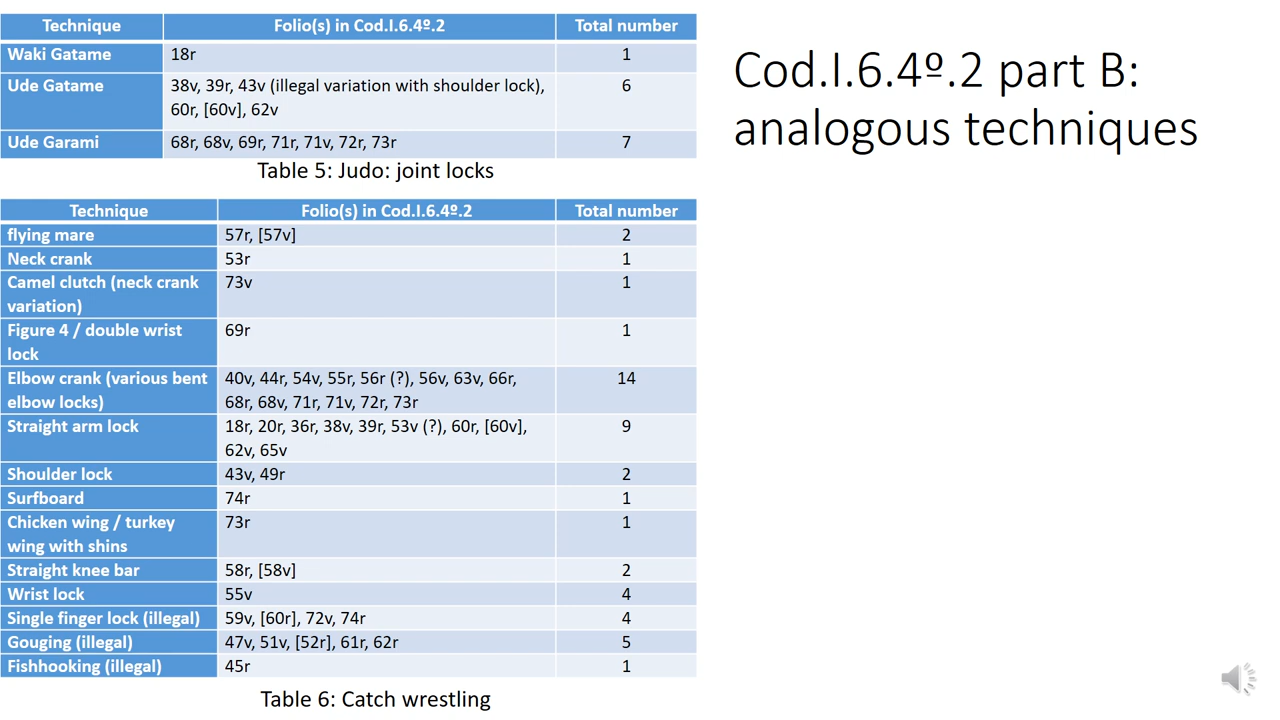 Technique Folio(s) in Cod.I.6.4º.2 Total number
Waki Gatame 18r 1
Ude Gatame 38v, 39r, 43v (illegal variation with shoulder lock), 6
60r, [60v], 62v
Ude Garami 68r, 68v, 69r, 71r, 71v, 72r, 73r 7
Table 5: Judo: joint locks
Technique Folio(s) in Cod.I.6.4º.2 Total number
flying mare 57r, [57v] 2
Neck crank 53r 1
Camel clutch (neck crank 73v 1
variation)
Figure 4 / double wrist 69r 1
lock
Elbow crank (various bent 40v, 44r, 54v, 55r, 56r (?), 56v, 63v, 66r, 14
elbow locks) 68r, 68v, 71r, 71v, 72r, 73r
Straight arm lock 18r, 20r, 36r, 38v, 39r, 53v (?), 60r, [60v], 9
62v, 65v
Shoulder lock 43v, 49r 2
Surfboard 74r 1
Chicken wing / turkey 73r 1
wing with shins
Straight knee bar 58r, [58v] 2
Wrist lock 55v 4
Single finger lock (illegal) 59v, [60r], 72v, 74r 4
Gouging (illegal) 47v, 51v, [52r], 61r, 62r 5
Fishhooking (illegal) 45r 1
Table 6: Catch wrestling
Cod.I.6.4º.2 part B:
analogous techniques